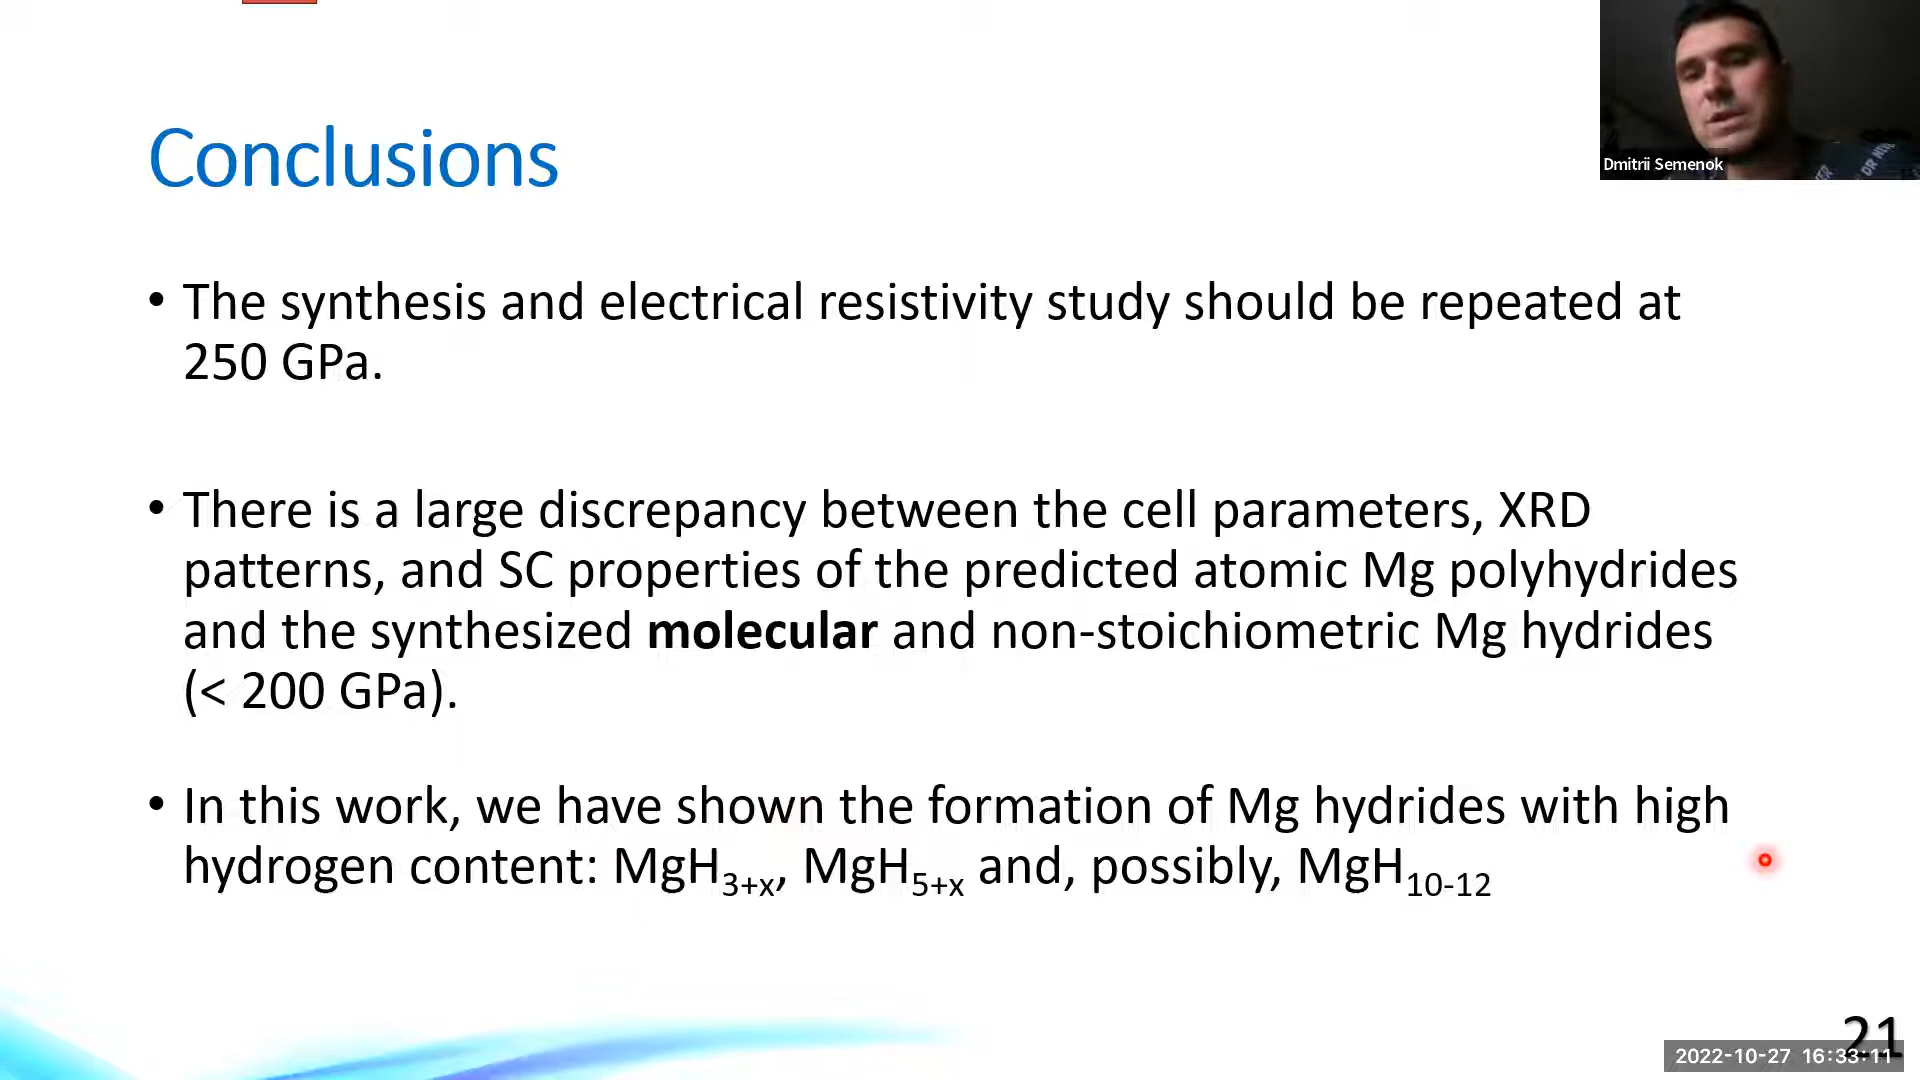 Conclusions
Dmitrii Semenok
• The synthesis and electrical resistivity study should be repeated at
250 GPa.
• There is a large discrepancy between the cell parameters, XRD
patterns, and SC properties of the predicted atomic Mg polyhydrides
and the synthesized molecular and non-stoichiometric Mg hydrides
(< 200 GPa).
• In this work, we have shown the formation of Mg hydrides with high
hydrogen content: MgH3+x, MgH5+x and, possibly, MgH10-12
21
2022-10-27 16:33:11